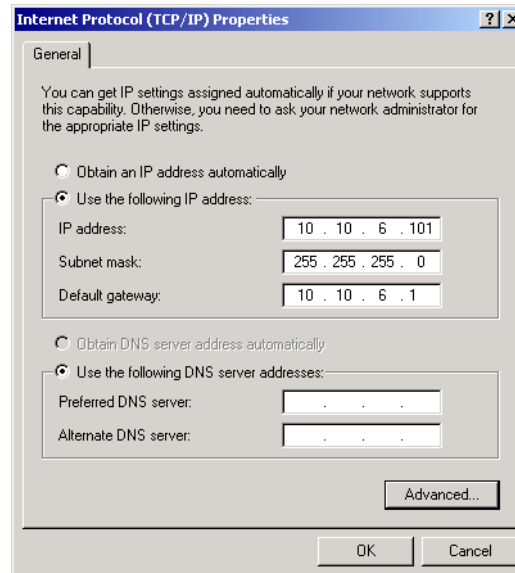 Internet Protocol (TCP/IP) Properties
General
You can get IP settings assigned automatically if your network supports
this capability. Otherwise, you need to ask your network administrator for
the appropriate IP settings.
Obtain an IP address automatically
Use the following IP address:
IP address: 10 . 10 . 6 . 101
Subnet mask: 255 . 255 . 255 . 0
Default gateway: 10 . 10 . 6 . 1
Obtain DNS server address automatically
Use the following DNS server addresses:
Preferred DNS server: . . .
Alternate DNS server: . . .
Advanced...
OK Cancel